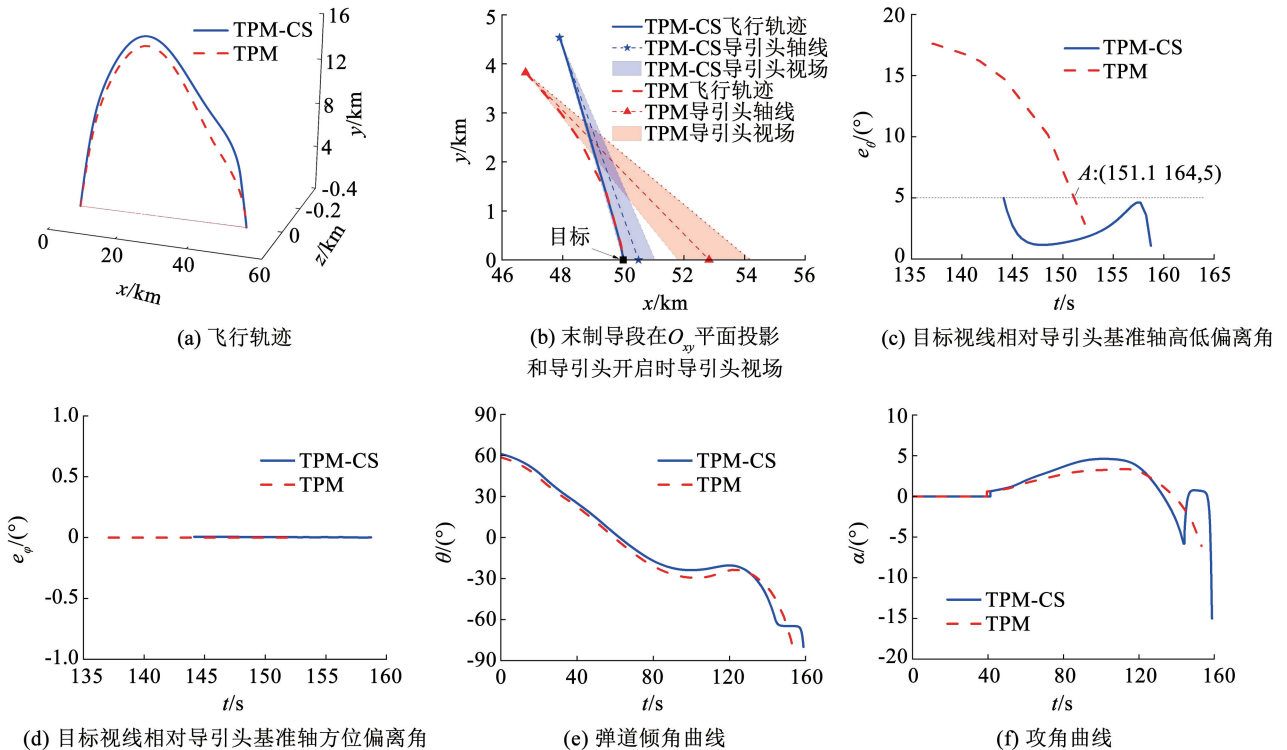 TPM-CS
TPM
16
12
8
4
-0.4
-0.2
0
y/km
z/km
0
20
40
60
x/km
(a) 飞行轨迹
5
4
3
2
1
0
y/km
TPM-CS飞行轨迹
TPM-CS导引头轴线
TPM-CS导引头视场
TPM飞行轨迹
TPM导引头轴线
TPM导引头视场
目标
46 48 50 52 54 56
x/km
(b) 末制导段在Oxy平面投影
和导引头开启时导引头视场
20
15
10
5
0
eθ/(°)
TPM-CS
TPM
A:(151.1 164,5)
135 145 155 165
t/s
(c) 目标视线相对导引头基准轴高低偏离角
1.0
0.5
0
-0.5
-1.0
eφ/(°)
TPM-CS
TPM
135 140 145 150 155 160
t/s
(d) 目标视线相对导引头基准轴方位偏离角
90
60
30
0
-30
-60
-90
θ/(°)
TPM-CS
TPM
0 40 80 120 160
t/s
(e) 弹道倾角曲线
10
5
0
-5
-10
-15
-20
α/(°)
TPM-CS
TPM
0 40 80 120 160
t/s
(f) 攻角曲线